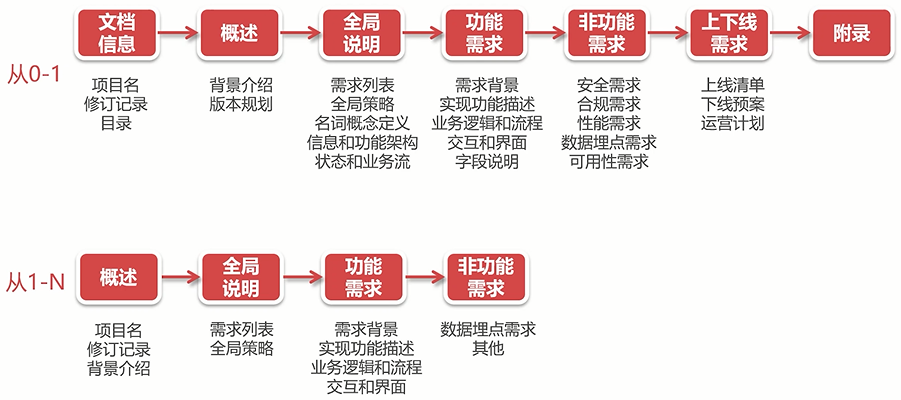 从0-1
文档
信息
项目名
修订记录
目录
概述
背景介绍
版本规划
全局
说明
需求列表
全局策略
名词概念定义
信息和功能架构
状态和业务流
功能
需求
需求背景
实现功能描述
业务逻辑和流程
交互和界面
字段说明
非功能
需求
安全需求
合规需求
性能需求
数据埋点需求
可用性需求
上下线
需求
上线清单
下线预案
运营计划
附录
从1-N
概述
项目名
修订记录
背景介绍
全局
说明
需求列表
全局策略
功能
需求
需求背景
实现功能描述
业务逻辑和流程
交互和界面
非功能
需求
数据埋点需求
其他